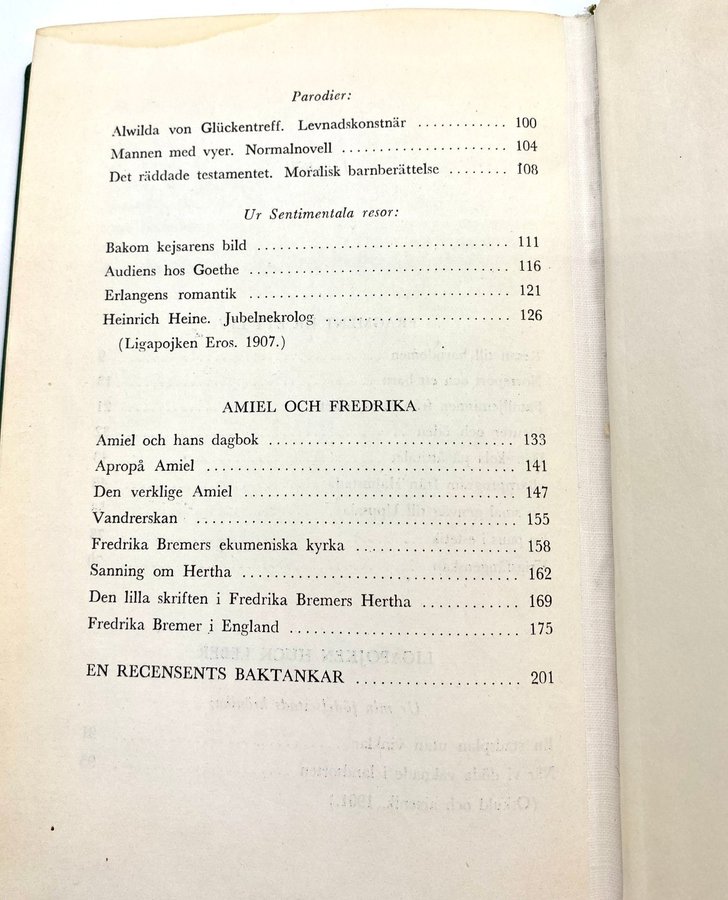 Parodier:
Alwilda von Glückentreff. Levnadskonstnär ............ 100
Mannen med vyer. Normalnovell ...................... 104
Det räddade testamentet. Moralisk barnberättelse ........ 108
Ur Sentimentala resor:
Bakom kejsarens bild .................................. 111
Audiens hos Goethe ................................... 116
Erlangens romantik ................................... 121
Heinrich Heine. Jubelnekrolog ......................... 126
(Ligapojken Eros. 1907.)
AMIEL OCH FREDRIKA
Amiel och hans dagbok ................................ 133
Apropå Amiel ......................................... 141
Den verklige Amiel .................................... 147
Vandrerskan .......................................... 155
Fredrika Bremers ekumeniska kyrka ..................... 158
Sanning om Hertha .................................... 162
Den lilla skriften i Fredrika Bremers Hertha .............. 169
Fredrika Bremer i England .............................. 175
EN RECENSENTS BAKTANKAR .................... 201